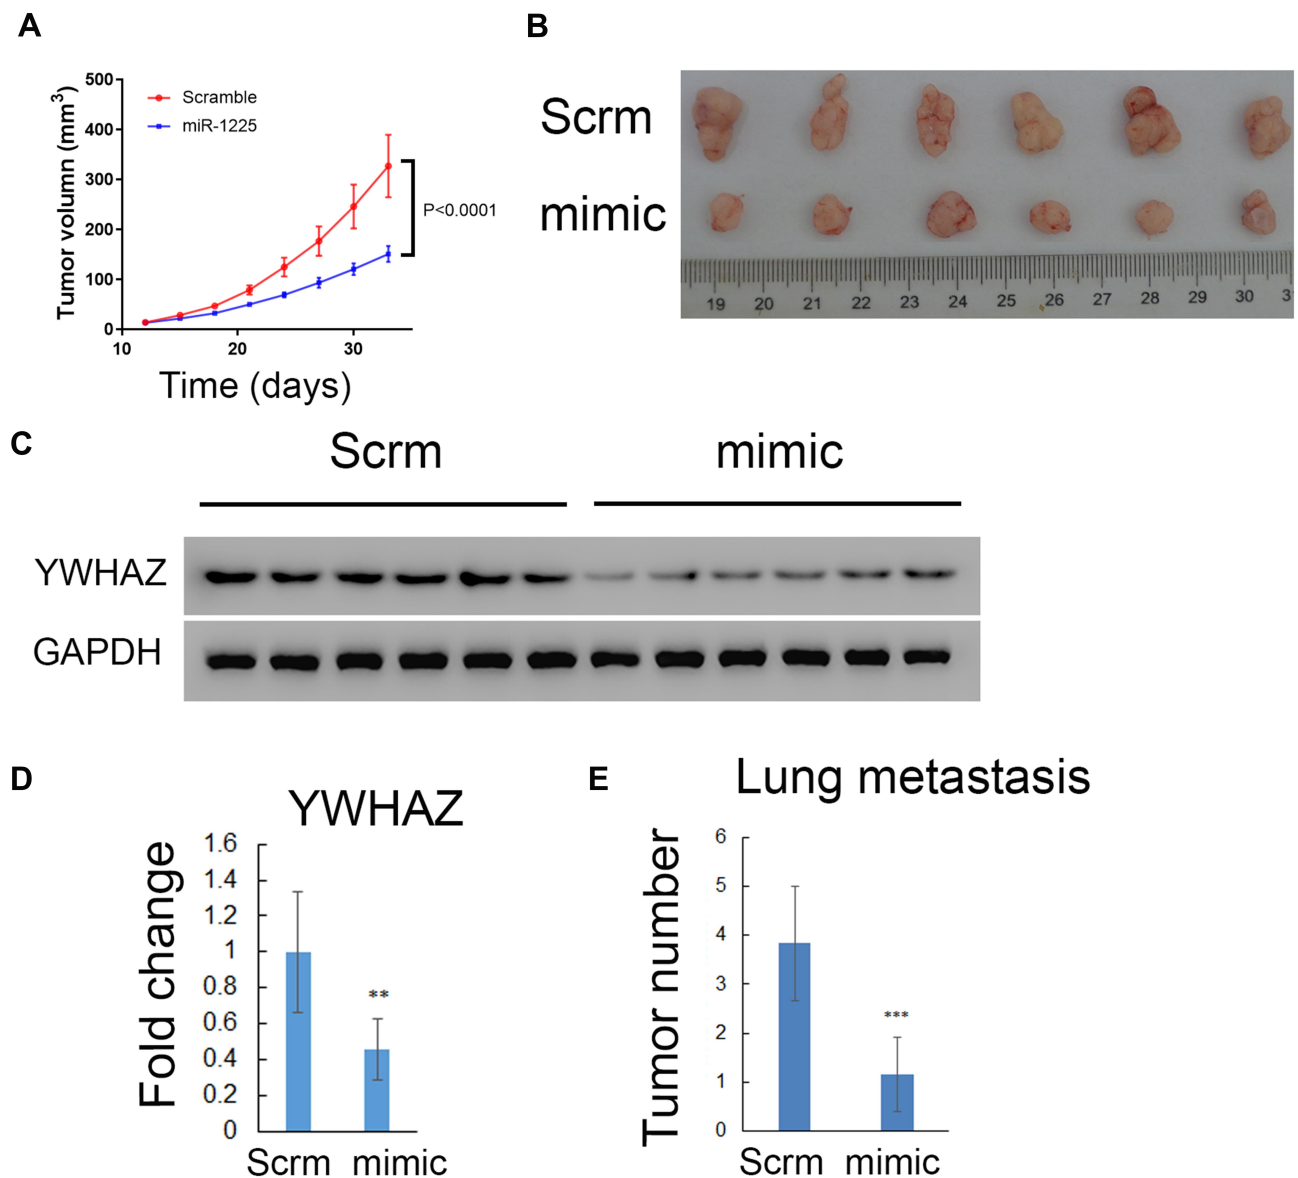 A
Tumor volumn (mm3)
500
400
300
200
100
0
Scramble
miR-1225
P<0.0001
10 20 30
Time (days)
B
Scrm
mimic
19 20 21 22 23 24 25 26 27 28 29 30 3
C
Scrm mimic
YWHAZ
GAPDH
D
YWHAZ
Fold change
1.6
1.4
1.2
1
0.8
0.6
0.4
0.2
0
**
Scrm mimic
E
Lung metastasis
Tumor number
6
5
4
3
2
1
0
***
Scrm mimic